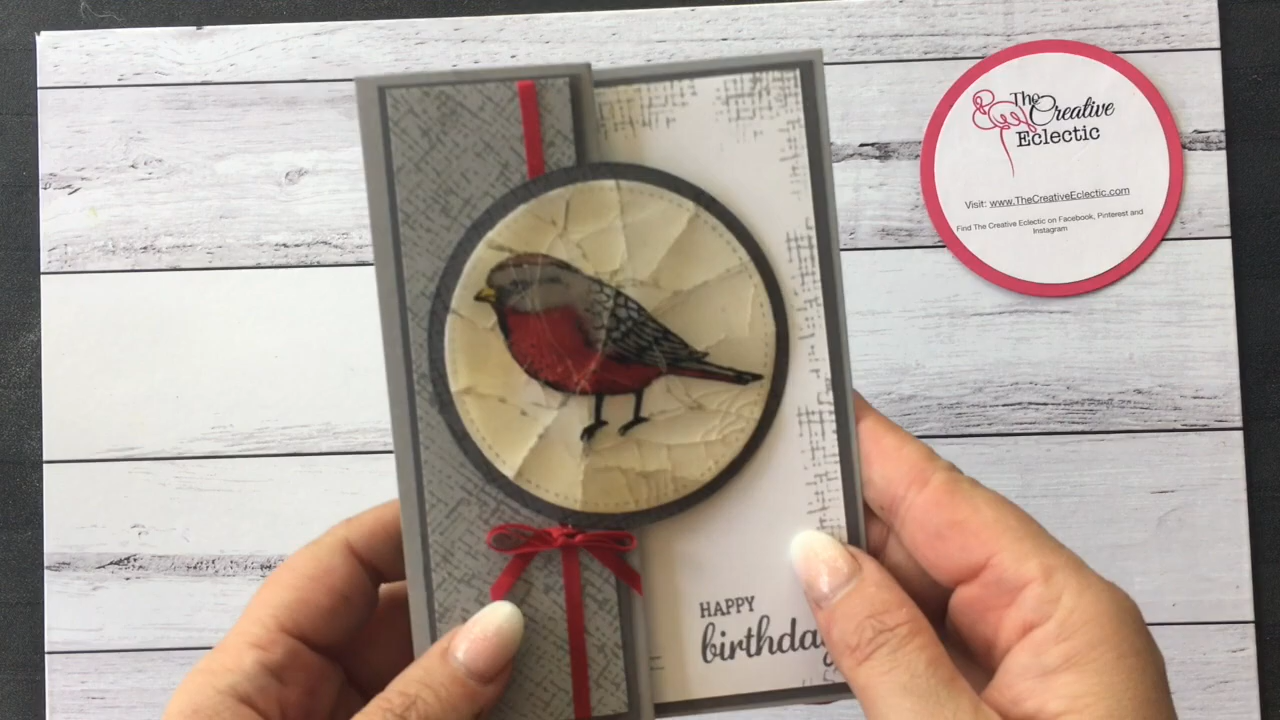 The
Creative
Eclectic
Visit: www.TheCreativeEclectic.com
Find The Creative Eclectic on Facebook, Pinterest and
Instagram
HAPPY
birthday